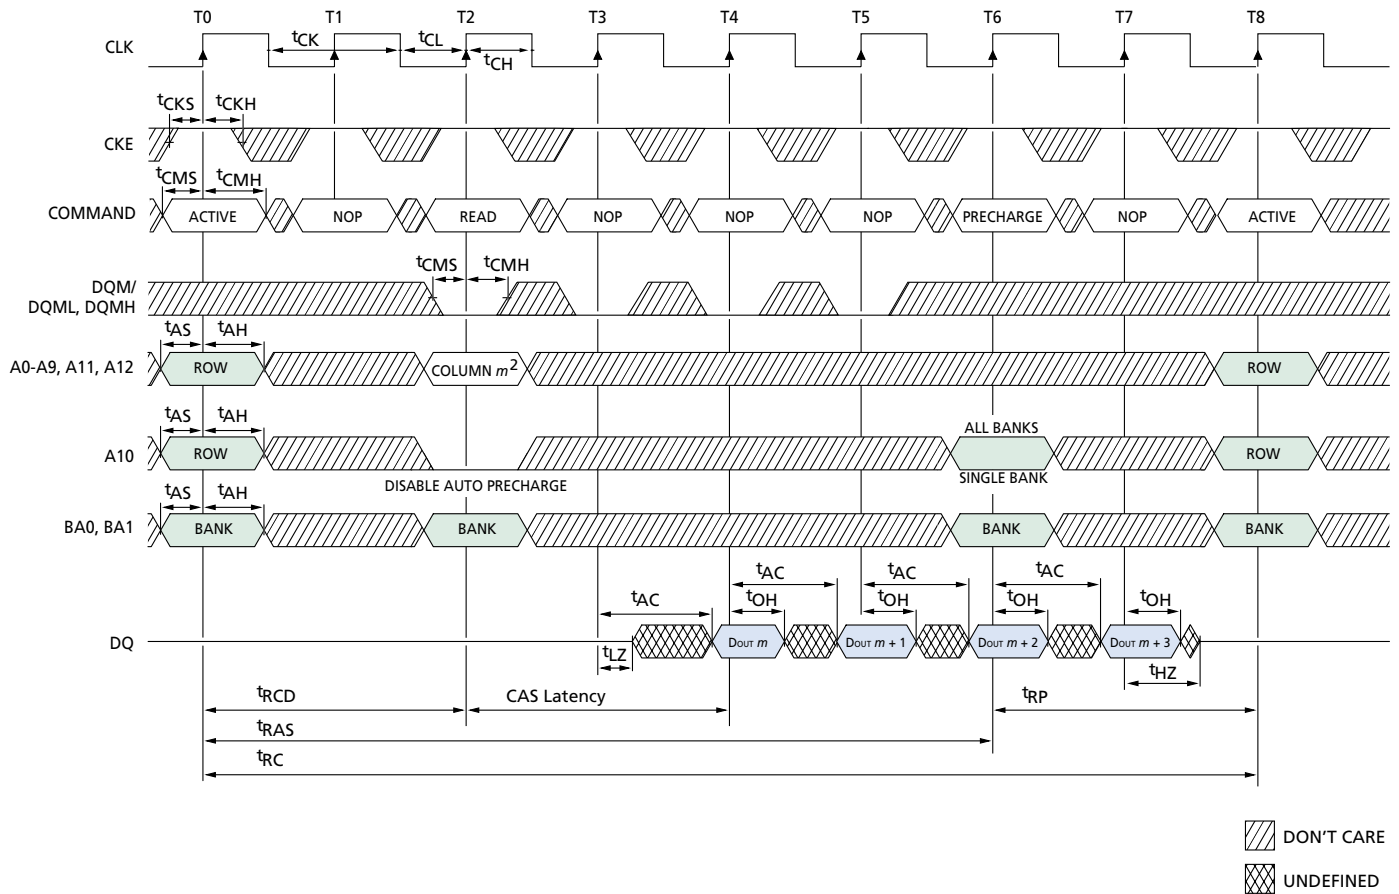 T0 T1 T2 T3 T4 T5 T6 T7 T8
CLK
tCK tCL
tCH
tCKS tCKH
CKE
tCMS tCMH
COMMAND ACTIVE NOP READ NOP NOP NOP PRECHARGE NOP ACTIVE
tCMS tCMH
DQM/
DQML, DQMH
tAS tAH
A0-A9, A11, A12 ROW COLUMN m2 ROW
tAS tAH
ALL BANKS
A10 ROW ROW
SINGLE BANK
DISABLE AUTO PRECHARGE
tAS tAH
BA0, BA1 BANK BANK BANK BANK
tAC tAC tAC
tAC tOH tOH tOH tOH
DQ DOUT m DOUT m + 1 DOUT m + 2 DOUT m + 3
tLZ tHZ
tRCD CAS Latency tRP
tRAS
tRC
DON'T CARE
UNDEFINED